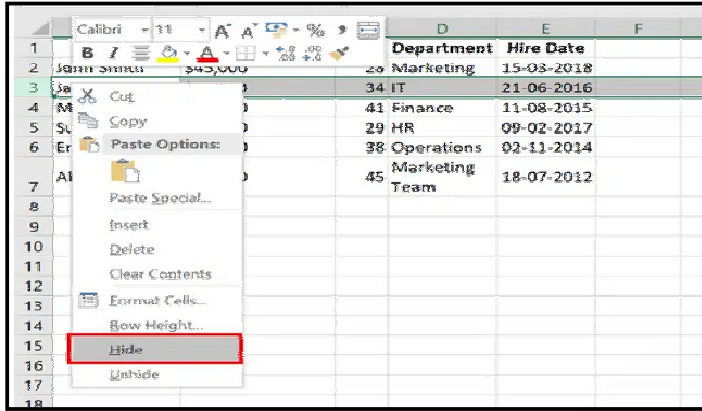 Calibri 11 A A % ,
B I A
D E F
1 Department Hire Date
2 $45,000 Marketing 15-03-2018
3 34 IT 21-06-2016
4 41 Finance 11-08-2015
5 29 HR 09-02-2017
6 38 Operations 02-11-2014
7 45 Marketing Team 18-07-2012
Cut
Copy
Paste Options:
Paste Special...
Insert
Delete
Clear Contents
Format Cells...
Row Height...
Hide
Unhide
8
9
10
11
12
13
14
15
16
17
18